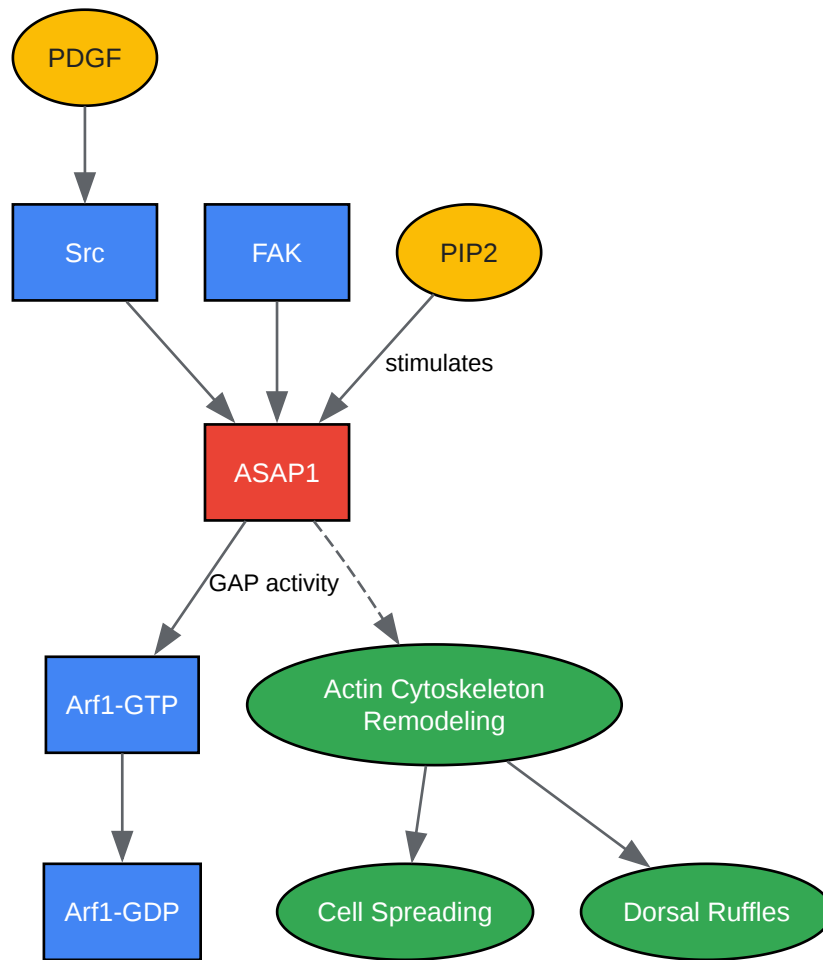 PDGF
Src
FAK
PIP2
stimulates
ASAP1
GAP activity
Arf1-GTP
Actin Cytoskeleton
Remodeling
Arf1-GDP
Cell Spreading
Dorsal Ruffles